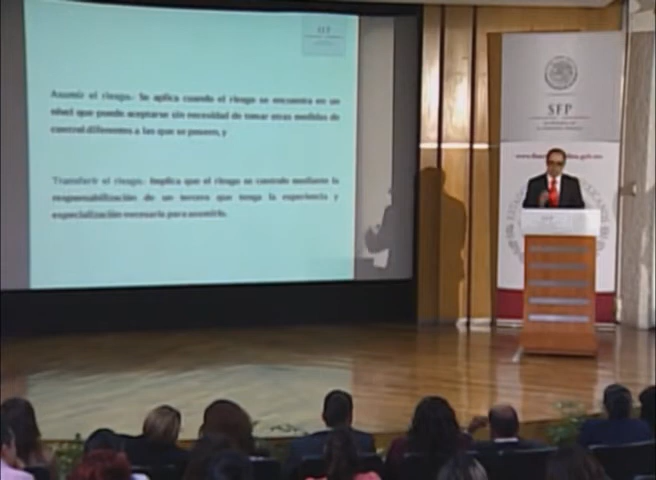 SFP
Asumir el riesgo.- Se aplica cuando el riesgo se encuentra en un
nivel que puede aceptarse sin necesidad de tomar otras medidas de
control diferentes a las que se poseen, y
Transferir el riesgo.- Implica que el riesgo se controle mediante la
responsabilización de un tercero que tenga la experiencia y
especialización necesaria para asumirlo.
SFP